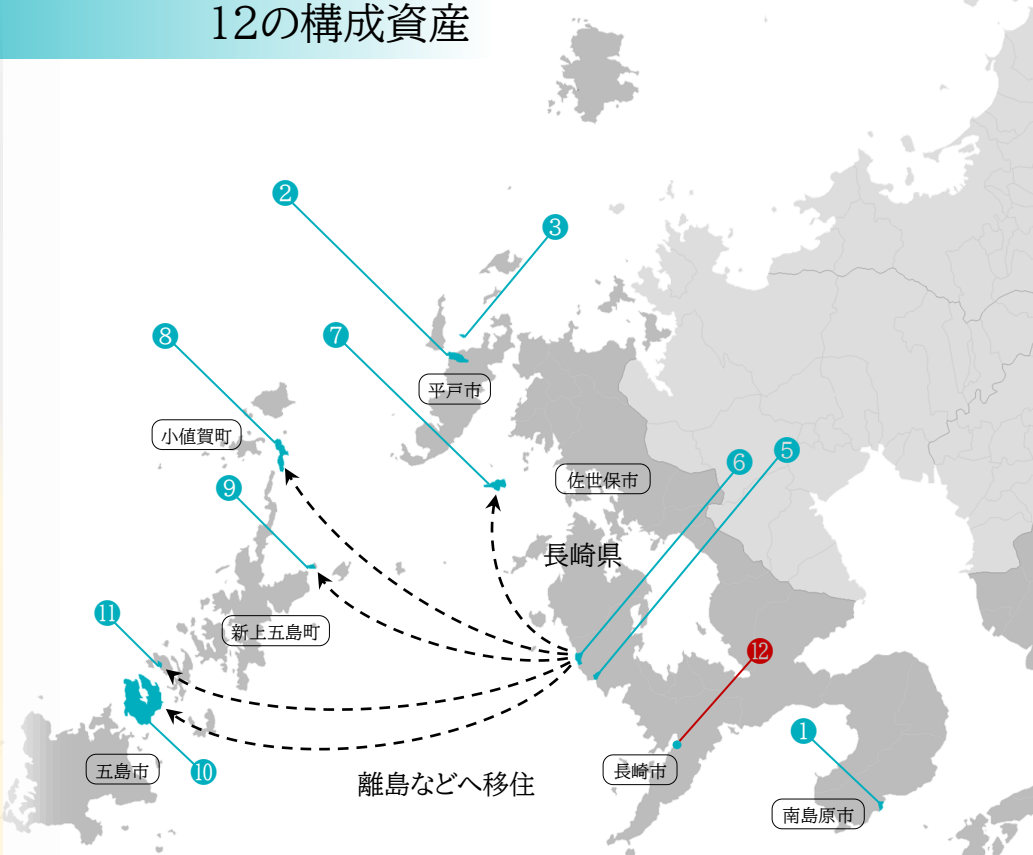 12の構成資産
2
3
8
7
平戸市
小値賀町
6
5
佐世保市
9
長崎県
11
新上五島町
12
1
五島市
10
離島などへ移住
長崎市
南島原市